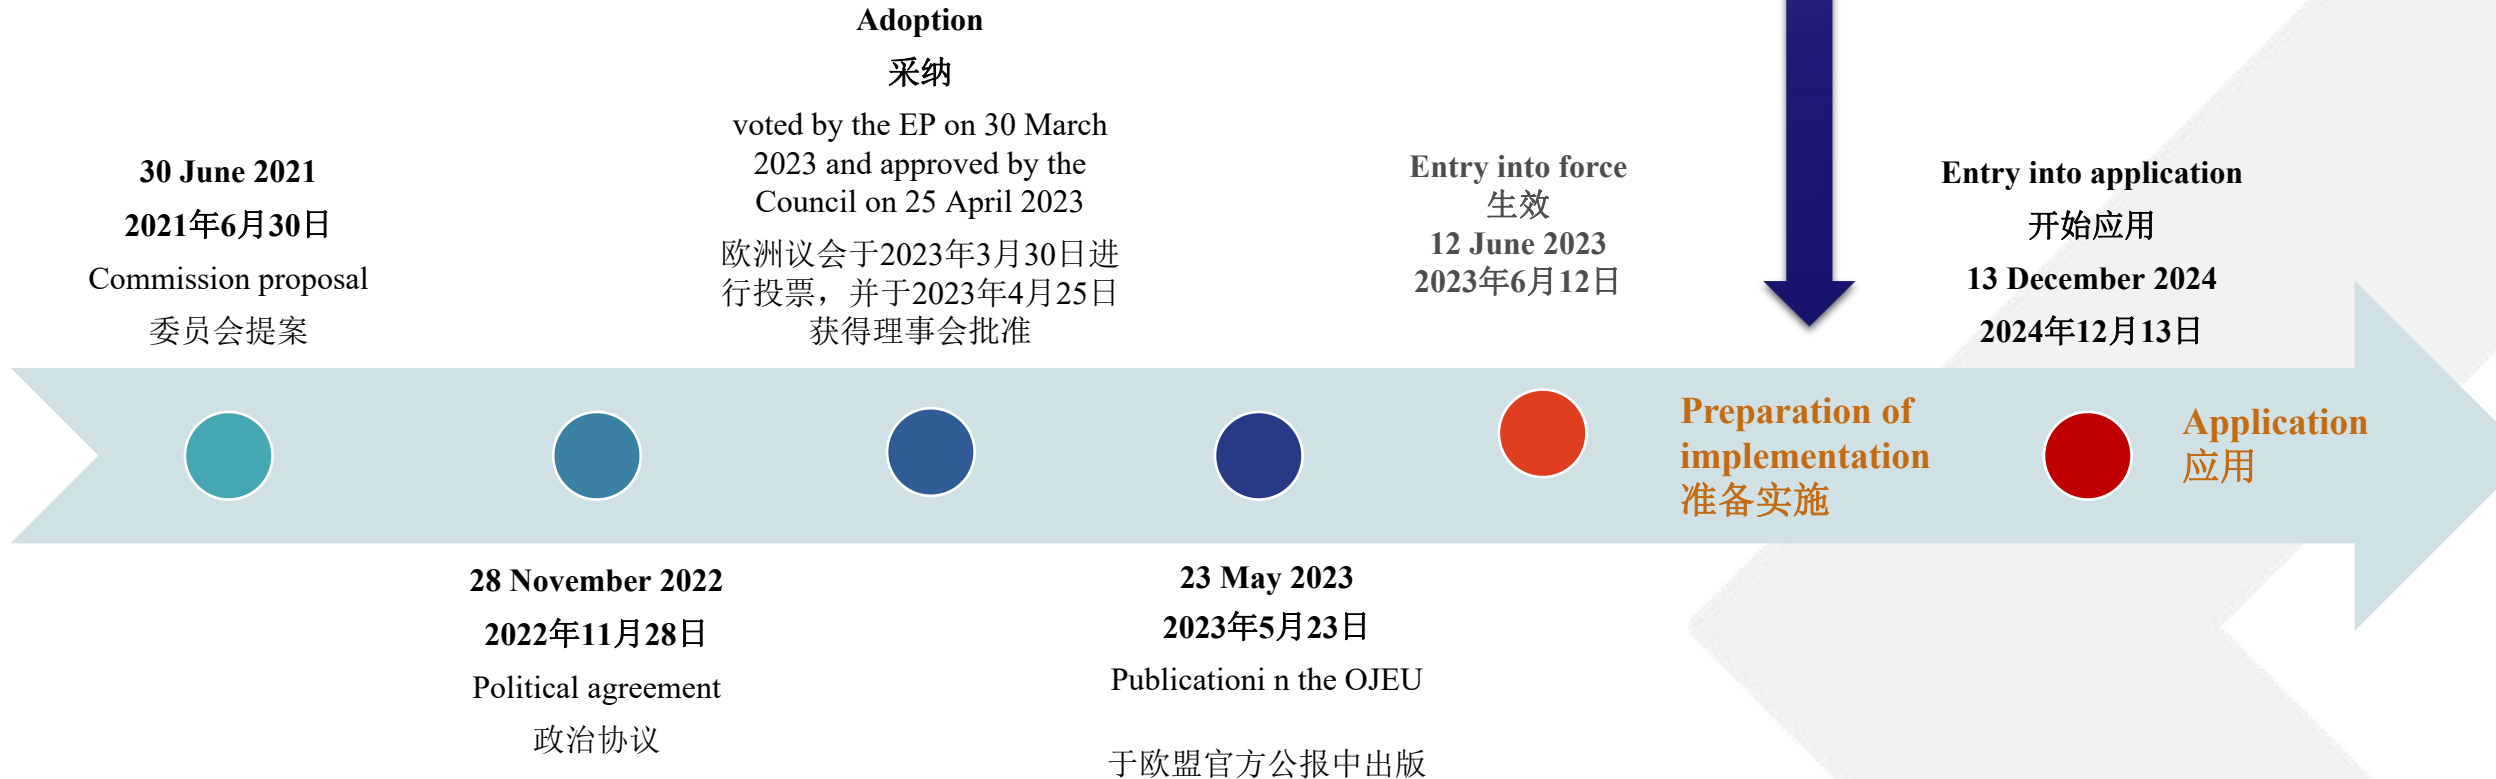 30 June 2021
2021年6月30日
Commission proposal
委员会提案
28 November 2022
2022年11月28日
Political agreement
政治协议
Adoption
采纳
voted by the EP on 30 March
2023 and approved by the
Council on 25 April 2023
欧洲议会于2023年3月30日进
行投票，并于2023年4月25日
获得理事会批准
23 May 2023
2023年5月23日
Publicationi n the OJEU
于欧盟官方公报中出版
Entry into force
生效
12 June 2023
2023年6月12日
Preparation of
implementation
准备实施
Entry into application
开始应用
13 December 2024
2024年12月13日
Application
应用